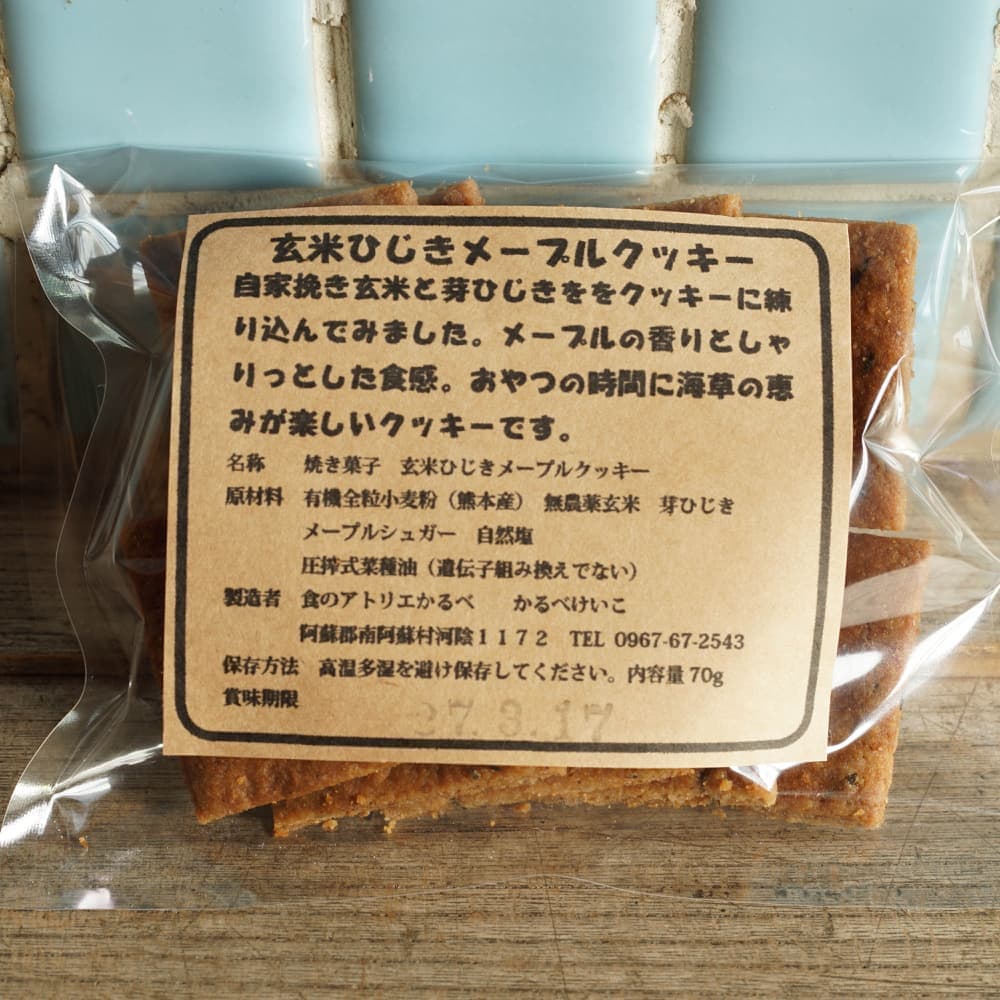 玄米ひじきメープルクッキー
自家挽き玄米と芽ひじきををクッキーに練
り込んでみました。メープルの香りとしゃ
りっとした食感。おやつの時間に海草の恵
みが楽しいクッキーです。
名称　焼き菓子　玄米ひじきメープルクッキー
原材料　有機全粒小麦粉（熊本産）　無農薬玄米　芽ひじき
メープルシュガー　自然塩
圧搾式菜種油（遺伝子組み換えでない）
製造者　食のアトリエかるべ　かるべけいこ
阿蘇郡南阿蘇村河陰１１７２　TEL 0967-67-2543
保存方法　高温多湿を避け保存してください。内容量 70g
賞味期限　27.3.17